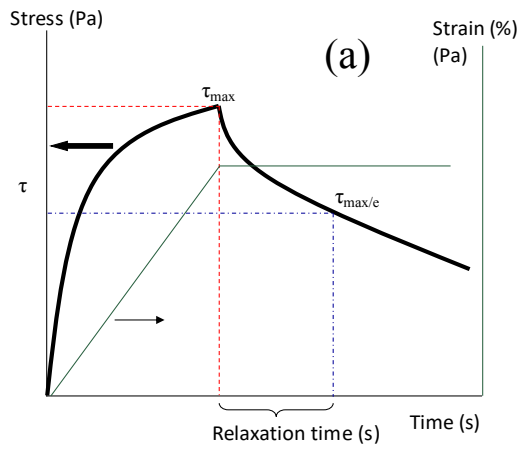 Stress (Pa)
Strain (%)
(Pa)
(a)
τmax
τ
τmax/e
Time (s)
Relaxation time (s)